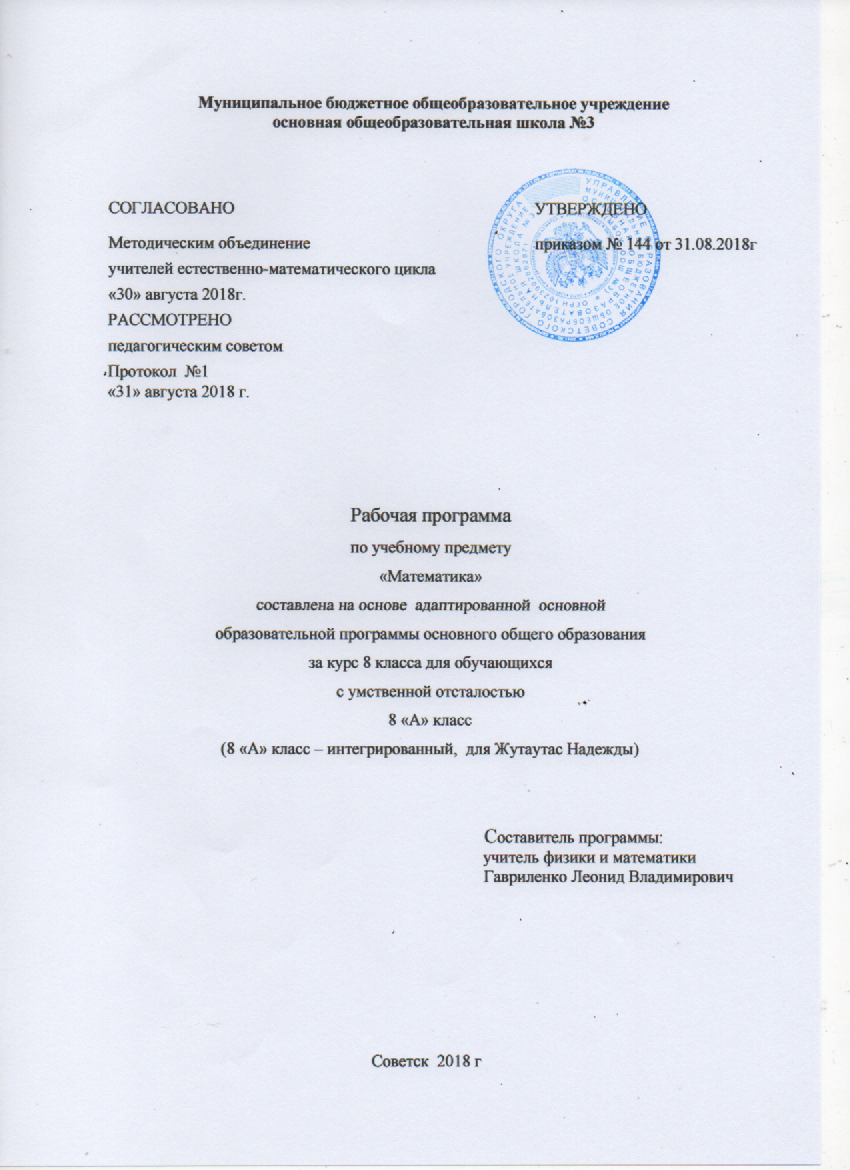 Муниципальное бюджетное общеобразовательное учреждение
основная общеобразовательная школа №3
СОГЛАСОВАНО
Методическим объединение
учителей естественно-математического цикла
«30» августа 2018г.
РАССМОТРЕНО
педагогическим советом
Протокол №1
«31» августа 2018 г.
УТВЕРЖДЕНО
приказом № 144 от 31.08.2018г
Рабочая программа
по учебному предмету
«Математика»
составлена на основе адаптированной основной
образовательной программы основного общего образования
за курс 8 класса для обучающихся
с умственной отсталостью
8 «А» класс
(8 «А» класс – интегрированный, для Жутаутас Надежды)
Составитель программы:
учитель физики и математики
Гавриленко Леонид Владимирович
Советск 2018 г